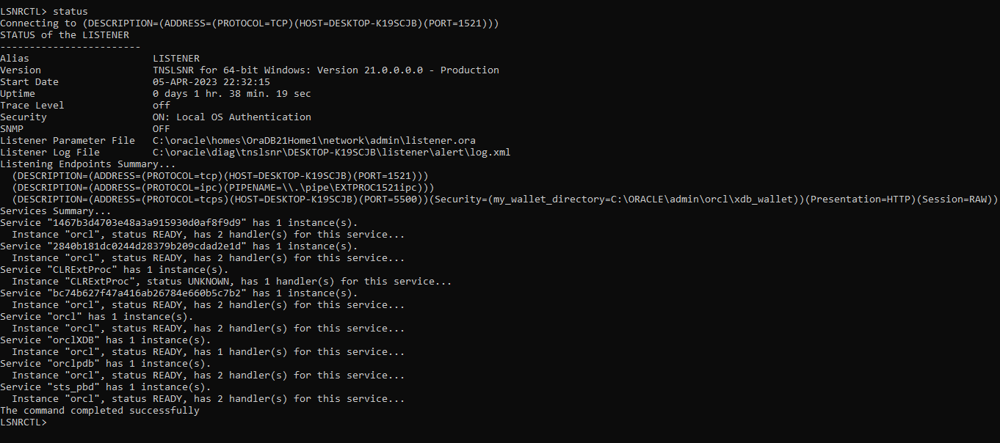 LSNRCTL> status
Connecting to (DESCRIPTION=(ADDRESS=(PROTOCOL=TCP)(HOST=DESKTOP-K19SCJB)(PORT=1521)))
STATUS of the LISTENER
------------------------
Alias                     LISTENER
Version                   TNSLSNR for 64-bit Windows: Version 21.0.0.0.0 - Production
Start Date                05-APR-2023 22:32:15
Uptime                    0 days 1 hr. 38 min. 19 sec
Trace Level               off
Security                  ON: Local OS Authentication
SNMP                      OFF
Listener Parameter File   C:\oracle\homes\OraDB21Home1\network\admin\listener.ora
Listener Log File         C:\oracle\diag\tnslsnr\DESKTOP-K19SCJB\listener\alert\log.xml
Listening Endpoints Summary...
  (DESCRIPTION=(ADDRESS=(PROTOCOL=tcp)(HOST=DESKTOP-K19SCJB)(PORT=1521)))
  (DESCRIPTION=(ADDRESS=(PROTOCOL=ipc)(PIPENAME=\\.\pipe\EXTPROC1521ipc)))
  (DESCRIPTION=(ADDRESS=(PROTOCOL=tcps)(HOST=DESKTOP-K19SCJB)(PORT=5500))(Security=(my_wallet_directory=C:\ORACLE\admin\orcl\xdb_wallet))(Presentation=HTTP)(Session=RAW))
Services Summary...
Service "1467b3d4703e48a3a915930d0af8f9d9" has 1 instance(s).
  Instance "orcl", status READY, has 2 handler(s) for this service...
Service "2840b181dc0244d28379b209cdad2e1d" has 1 instance(s).
  Instance "orcl", status READY, has 2 handler(s) for this service...
Service "CLRExtProc" has 1 instance(s).
  Instance "CLRExtProc", status UNKNOWN, has 1 handler(s) for this service...
Service "bc74b627f47a416ab26784e660b5c7b2" has 1 instance(s).
  Instance "orcl", status READY, has 2 handler(s) for this service...
Service "orcl" has 1 instance(s).
  Instance "orcl", status READY, has 2 handler(s) for this service...
Service "orclXDB" has 1 instance(s).
  Instance "orcl", status READY, has 1 handler(s) for this service...
Service "orclpdb" has 1 instance(s).
  Instance "orcl", status READY, has 2 handler(s) for this service...
Service "sts_pbd" has 1 instance(s).
  Instance "orcl", status READY, has 2 handler(s) for this service...
The command completed successfully
LSNRCTL>